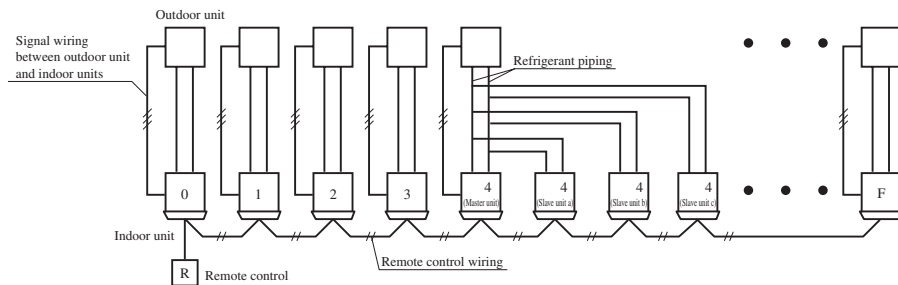 Outdoor unit
Signal wiring
between outdoor unit
and indoor units
Refrigerant piping
0
1
2
3
4
(Master unit)
4
(Slave unit a)
4
(Slave unit b)
4
(Slave unit c)
F
Indoor unit
R
Remote control
Remote control wiring